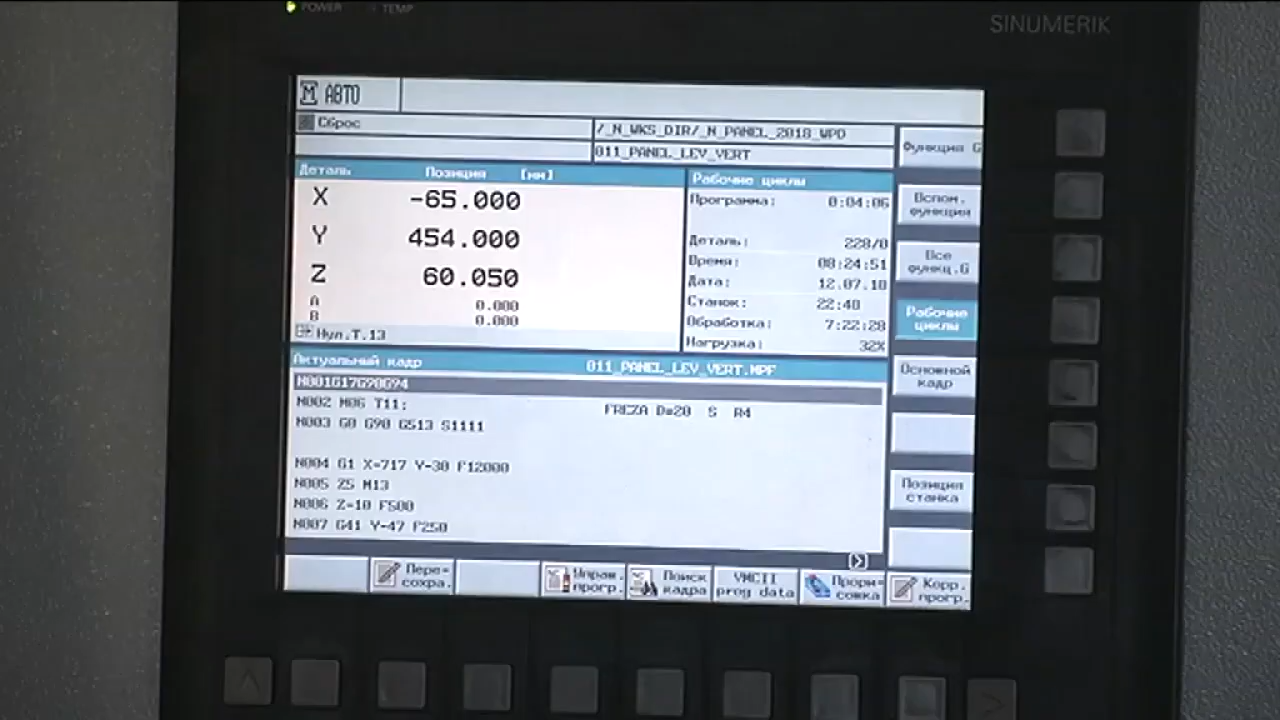 POWER TEMP
SINUMERIK
M АВТО
Сброс
/_N_WKS_DIR/_N_PANEL_2018_WPD
011_PANEL_LEV_VERT
Функция G
Деталь Позиция [мм]
Рабочие циклы
X -65.000
Программа: 0:04:06
Вспом. функция
Y 454.000
Деталь: 228/0
Время: 08:24:51
Все функц.G
Z 60.050
Дата: 12.07.18
A 0.000
Станок: 22:40
B 0.000
Обработка: 7:22:28
Рабочие циклы
Нул.Т.13
Нагрузка: 32%
Актуальный кадр 011_PANEL_LEV_VERT.MPF
Основной кадр
N001G17G90G94
N002 M06 T11; FREZA D=20 S R4
N003 G0 G90 G513 S1111
N004 G1 X-717 Y-30 F12000
N005 Z5 M13
Позиция станка
N006 Z-10 F500
N007 G41 Y-47 F250
Пере-сохра.
Управ. прогр.
Поиск кадра
VMCII prog data
Прори-совка
Корр. прогр.